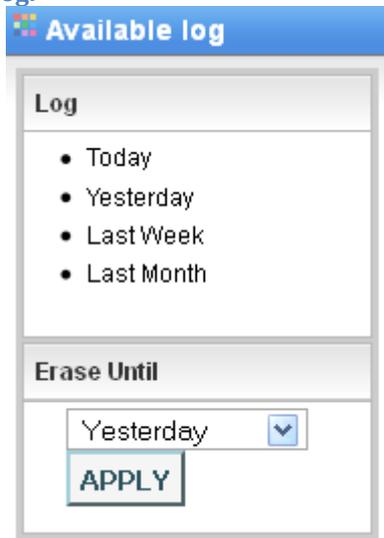 Available log
Log
Today
Yesterday
Last Week
Last Month
Erase Until
Yesterday
APPLY